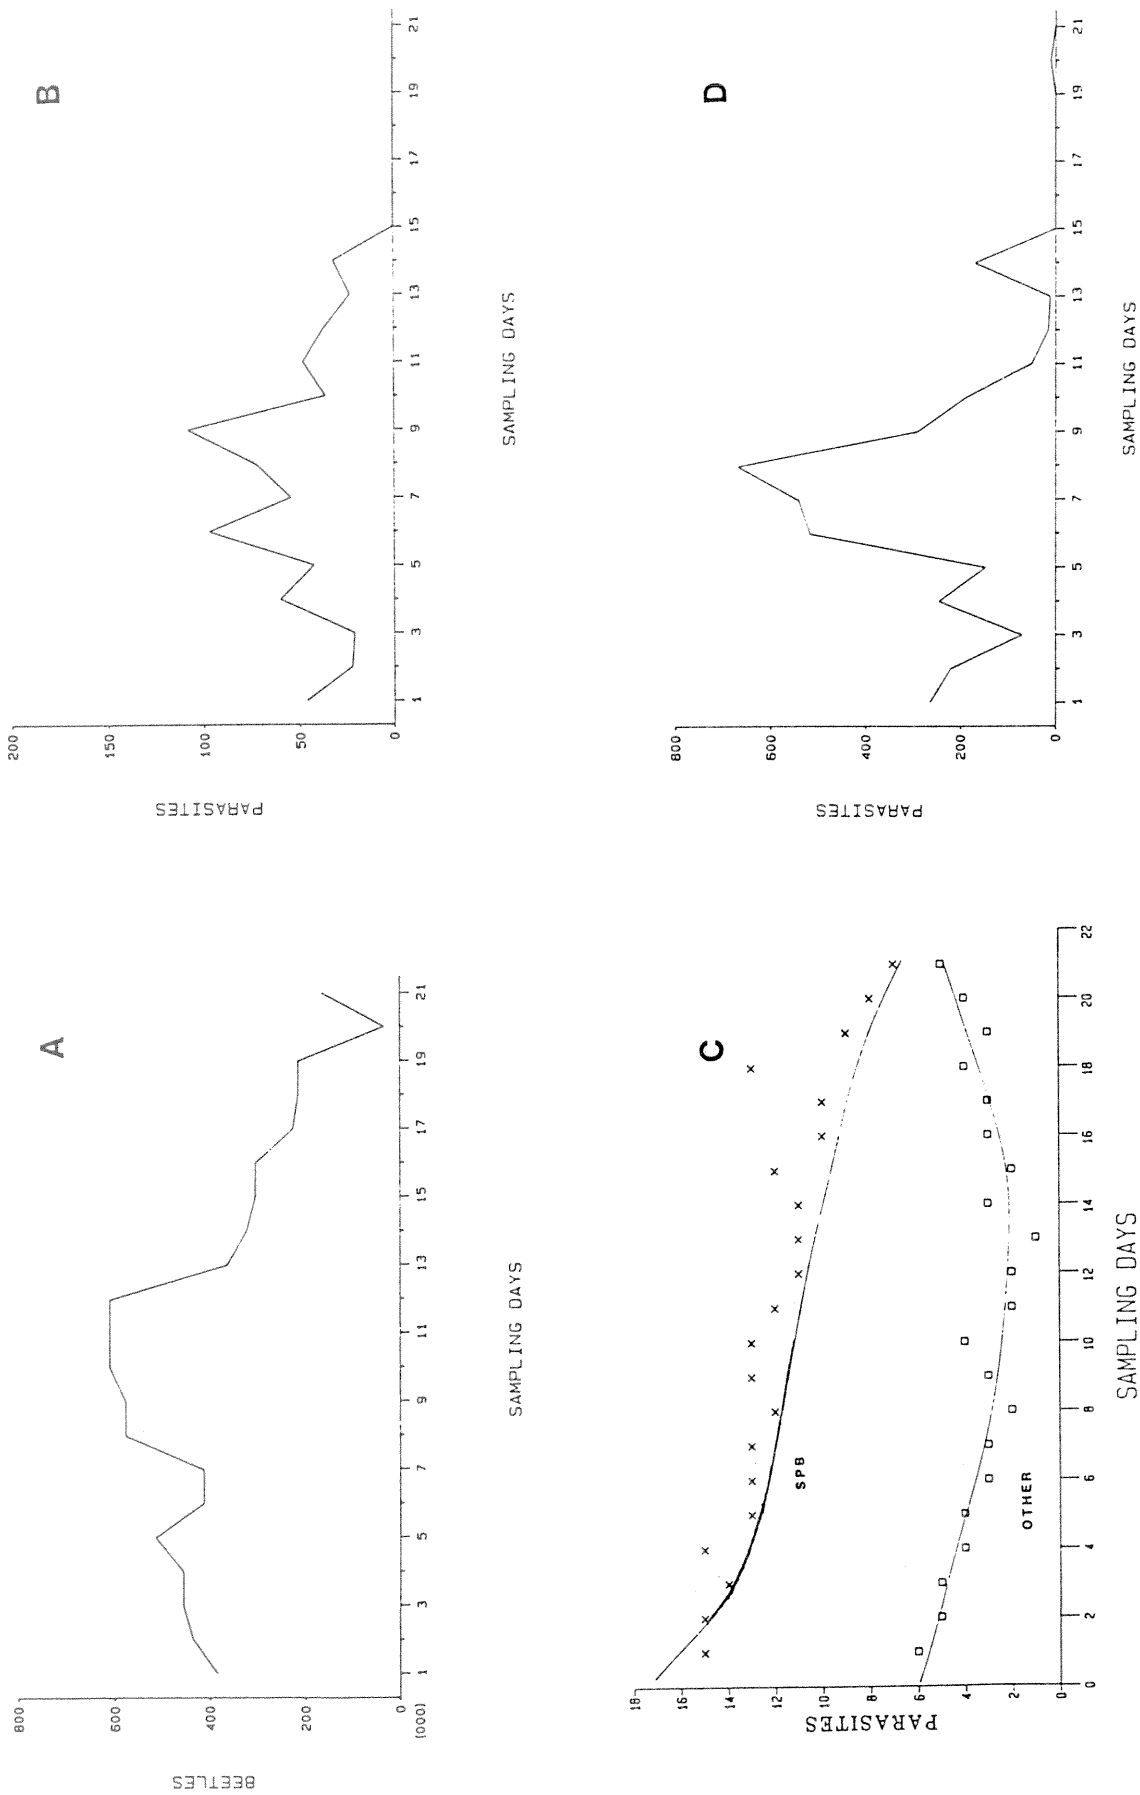 A
BEETLES
800
600
400
200
0
(000)
1 3 5 7 9 11 13 15 17 19 21
SAMPLING DAYS
B
PARASITES
200
150
100
50
0
1 3 5 7 9 11 13 15 17 19 21
SAMPLING DAYS
C
PARASITES
18
16
14
12
10
8
6
4
2
0
SPB
OTHER
0 2 4 6 8 10 12 14 16 18 20 22
SAMPLING DAYS
D
PARASITES
800
600
400
200
0
1 3 5 7 9 11 13 15 17 19 21
SAMPLING DAYS